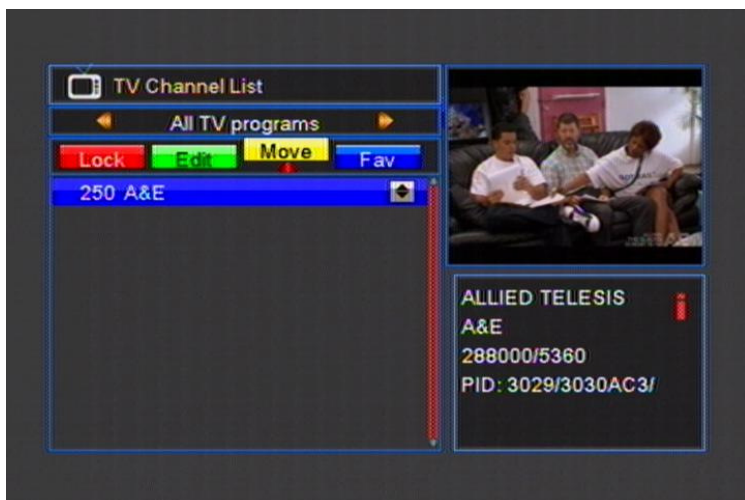 TV Channel List
All TV programs
Lock Edit Move Fav
250 A&E
ALLIED TELESIS
A&E
288000/5360
PID: 3029/3030AC3/